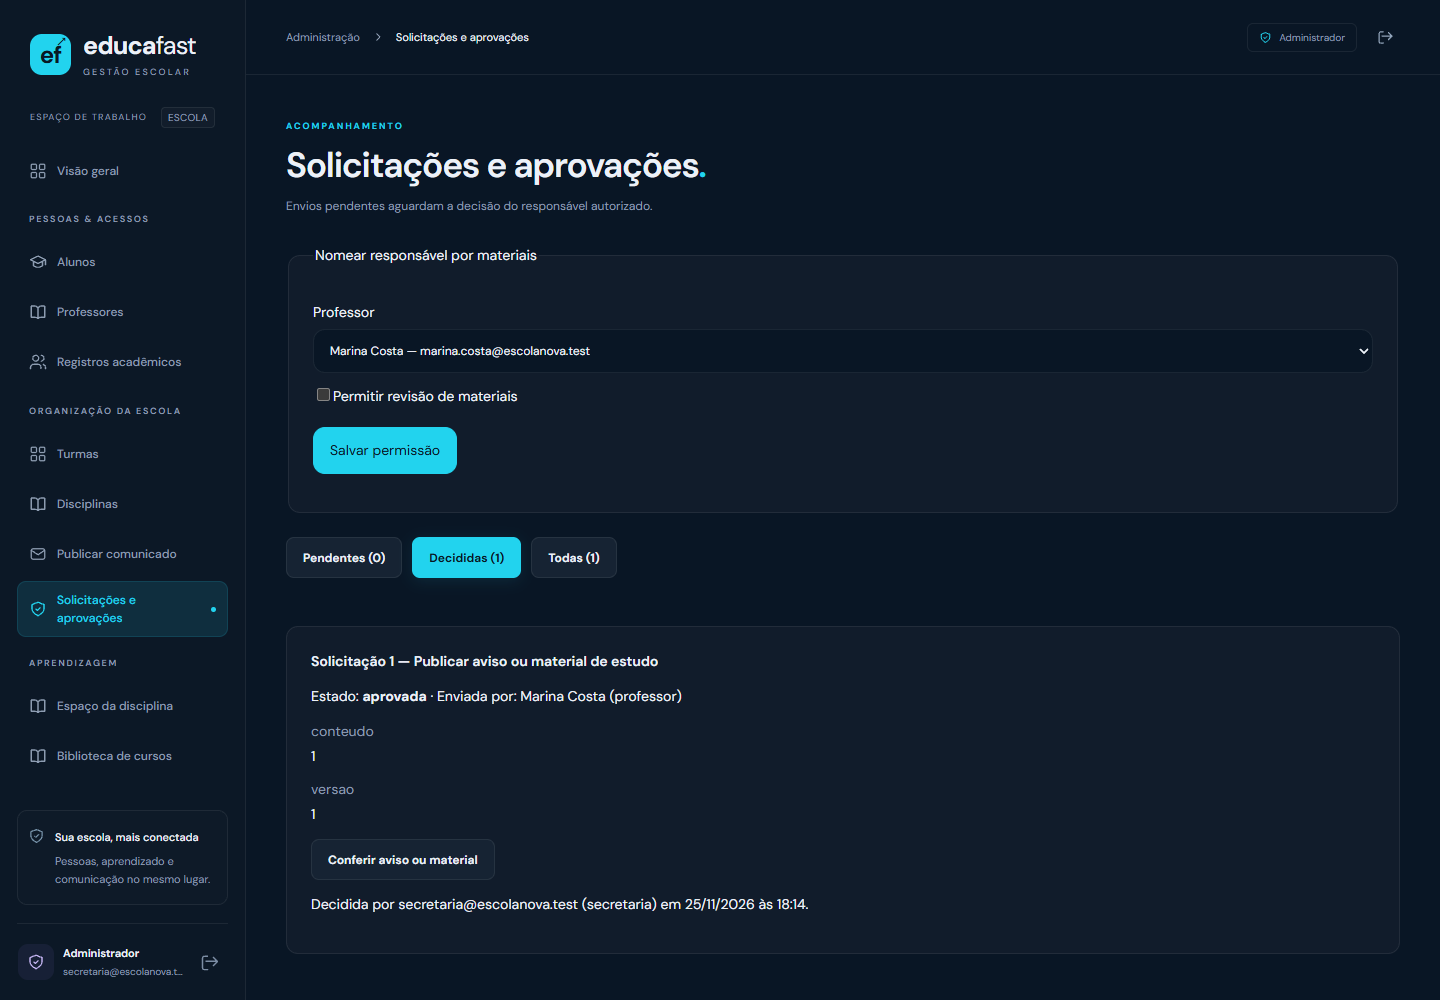 ef
educafast
GESTÃO ESCOLAR
ESPAÇO DE TRABALHO
ESCOLA
Visão geral
PESSOAS & ACESSOS
Alunos
Professores
Registros acadêmicos
ORGANIZAÇÃO DA ESCOLA
Turmas
Disciplinas
Publicar comunicado
Solicitações e
aprovações
APRENDIZAGEM
Espaço da disciplina
Biblioteca de cursos
Sua escola, mais conectada
Pessoas, aprendizado e
comunicação no mesmo lugar.
Administrador
secretaria@escolanova.t...
Administração
Solicitações e aprovações
Administrador
ACOMPANHAMENTO
Solicitações e aprovações.
Envios pendentes aguardam a decisão do responsável autorizado.
Nomear responsável por materiais
Professor
Marina Costa — marina.costa@escolanova.test
Permitir revisão de materiais
Salvar permissão
Pendentes (0)
Decididas (1)
Todas (1)
Solicitação 1 — Publicar aviso ou material de estudo
Estado: aprovada · Enviada por: Marina Costa (professor)
conteudo
1
versao
1
Conferir aviso ou material
Decidida por secretaria@escolanova.test (secretaria) em 25/11/2026 às 18:14.